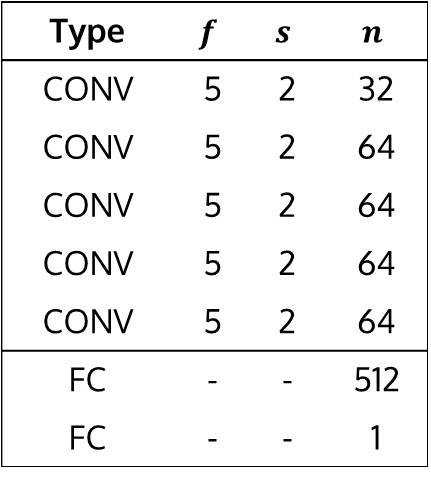 Type f s n
CONV 5 2 32
CONV 5 2 64
CONV 5 2 64
CONV 5 2 64
CONV 5 2 64
FC - - 512
FC - - 1